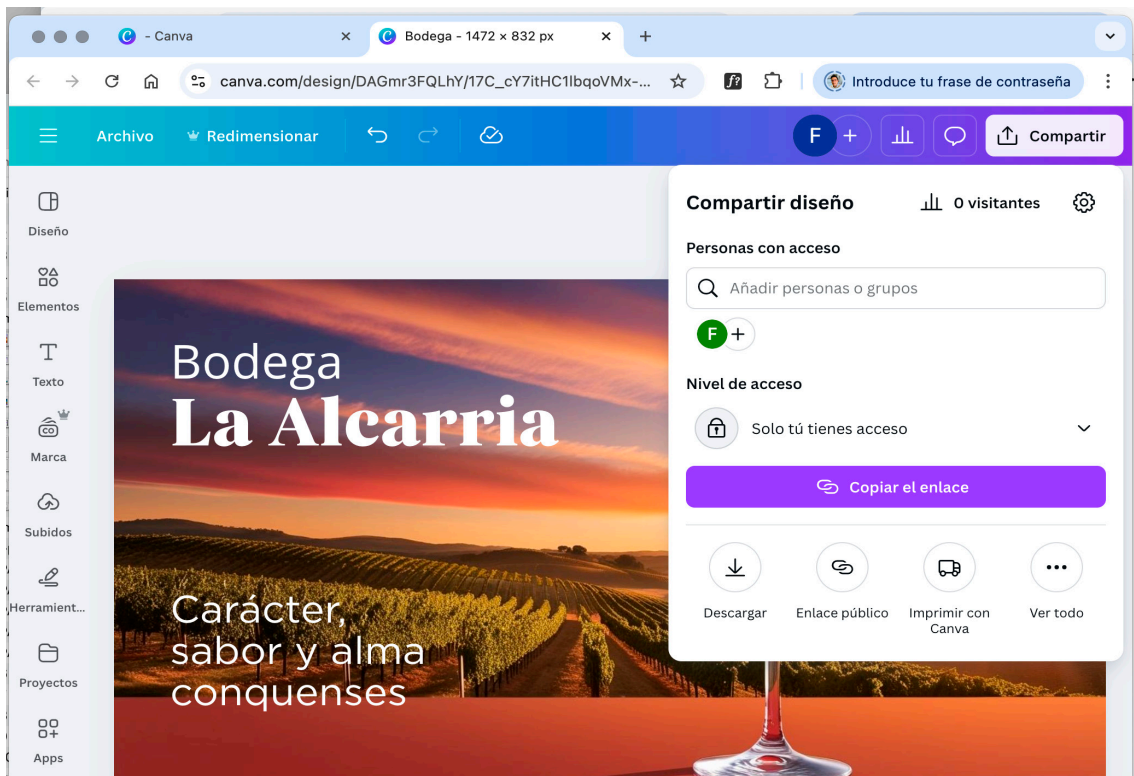 - Canva
Bodega - 1472 × 832 px
canva.com/design/DAGmr3FQLhY/17C_cY7itHC1lbqoVMx-...
f?
Introduce tu frase de contraseña
Archivo
Redimensionar
F
Compartir
Diseño
Elementos
Texto
Marca
Subidos
Herramient...
Proyectos
Apps
Compartir diseño
0 visitantes
Personas con acceso
Añadir personas o grupos
F
Nivel de acceso
Solo tú tienes acceso
Copiar el enlace
Descargar
Enlace público
Imprimir con
Canva
Ver todo
Bodega
La Alcarria
Carácter,
sabor y alma
conquenses